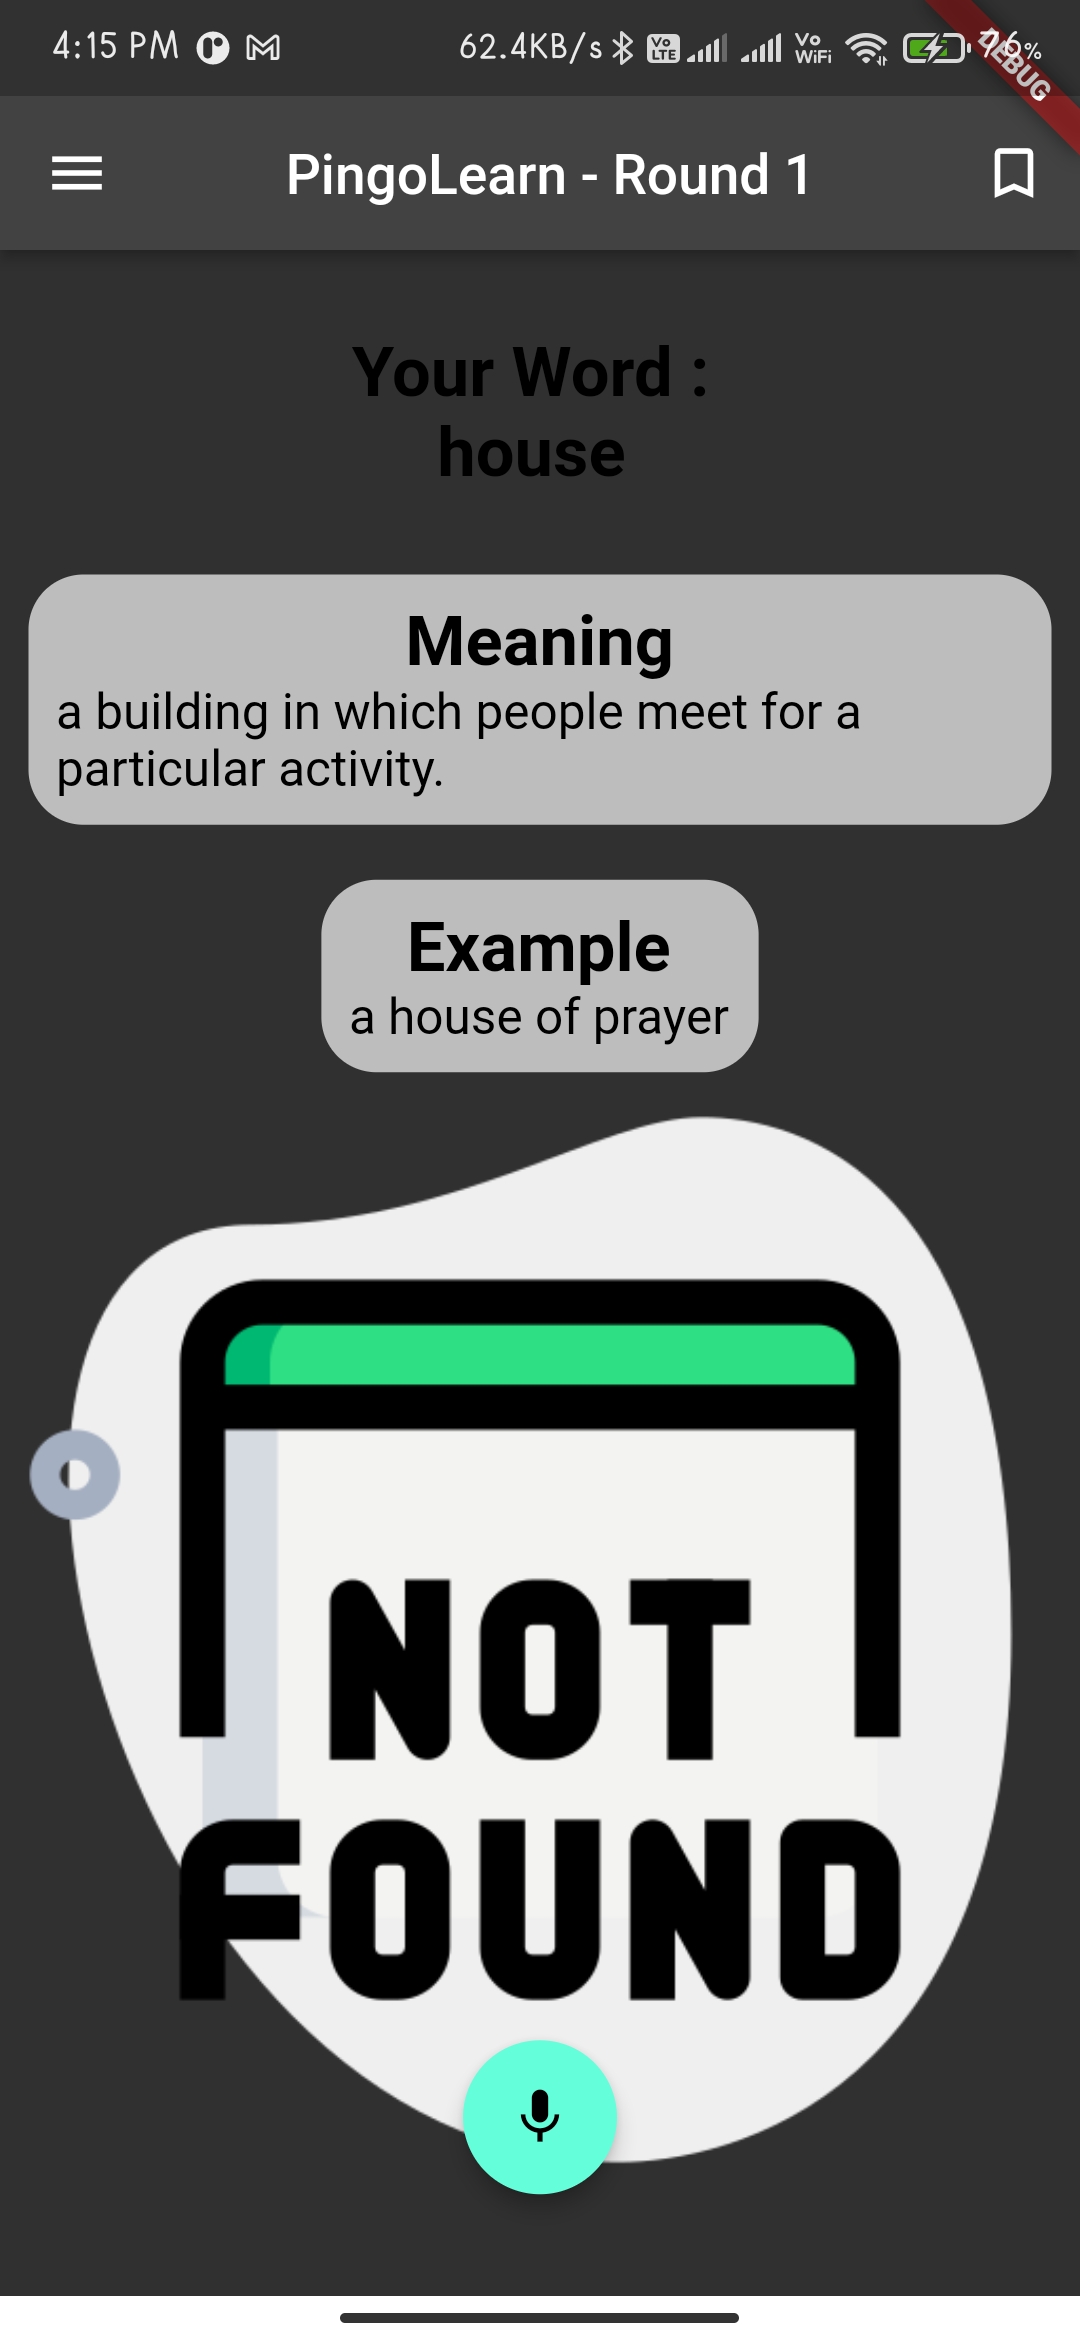 4:15 PM
62.4KB/s
Vo LTE
Vo WiFi
%
DEBUG
PingoLearn - Round 1
Your Word :
house
Meaning
a building in which people meet for a
particular activity.
Example
a house of prayer
NOT
FOUND